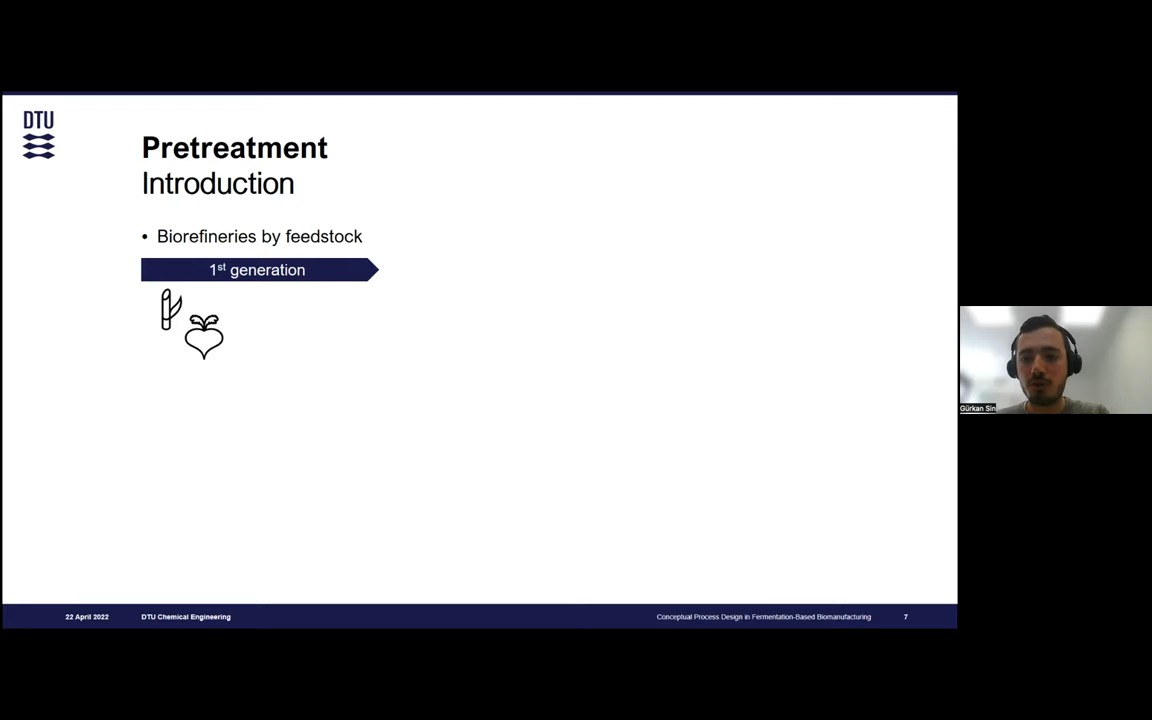 DTU
Pretreatment
Introduction
• Biorefineries by feedstock
1st generation
Gürkan Sin
22 April 2022 DTU Chemical Engineering Conceptual Process Design in Fermentation-Based Biomanufacturing 7